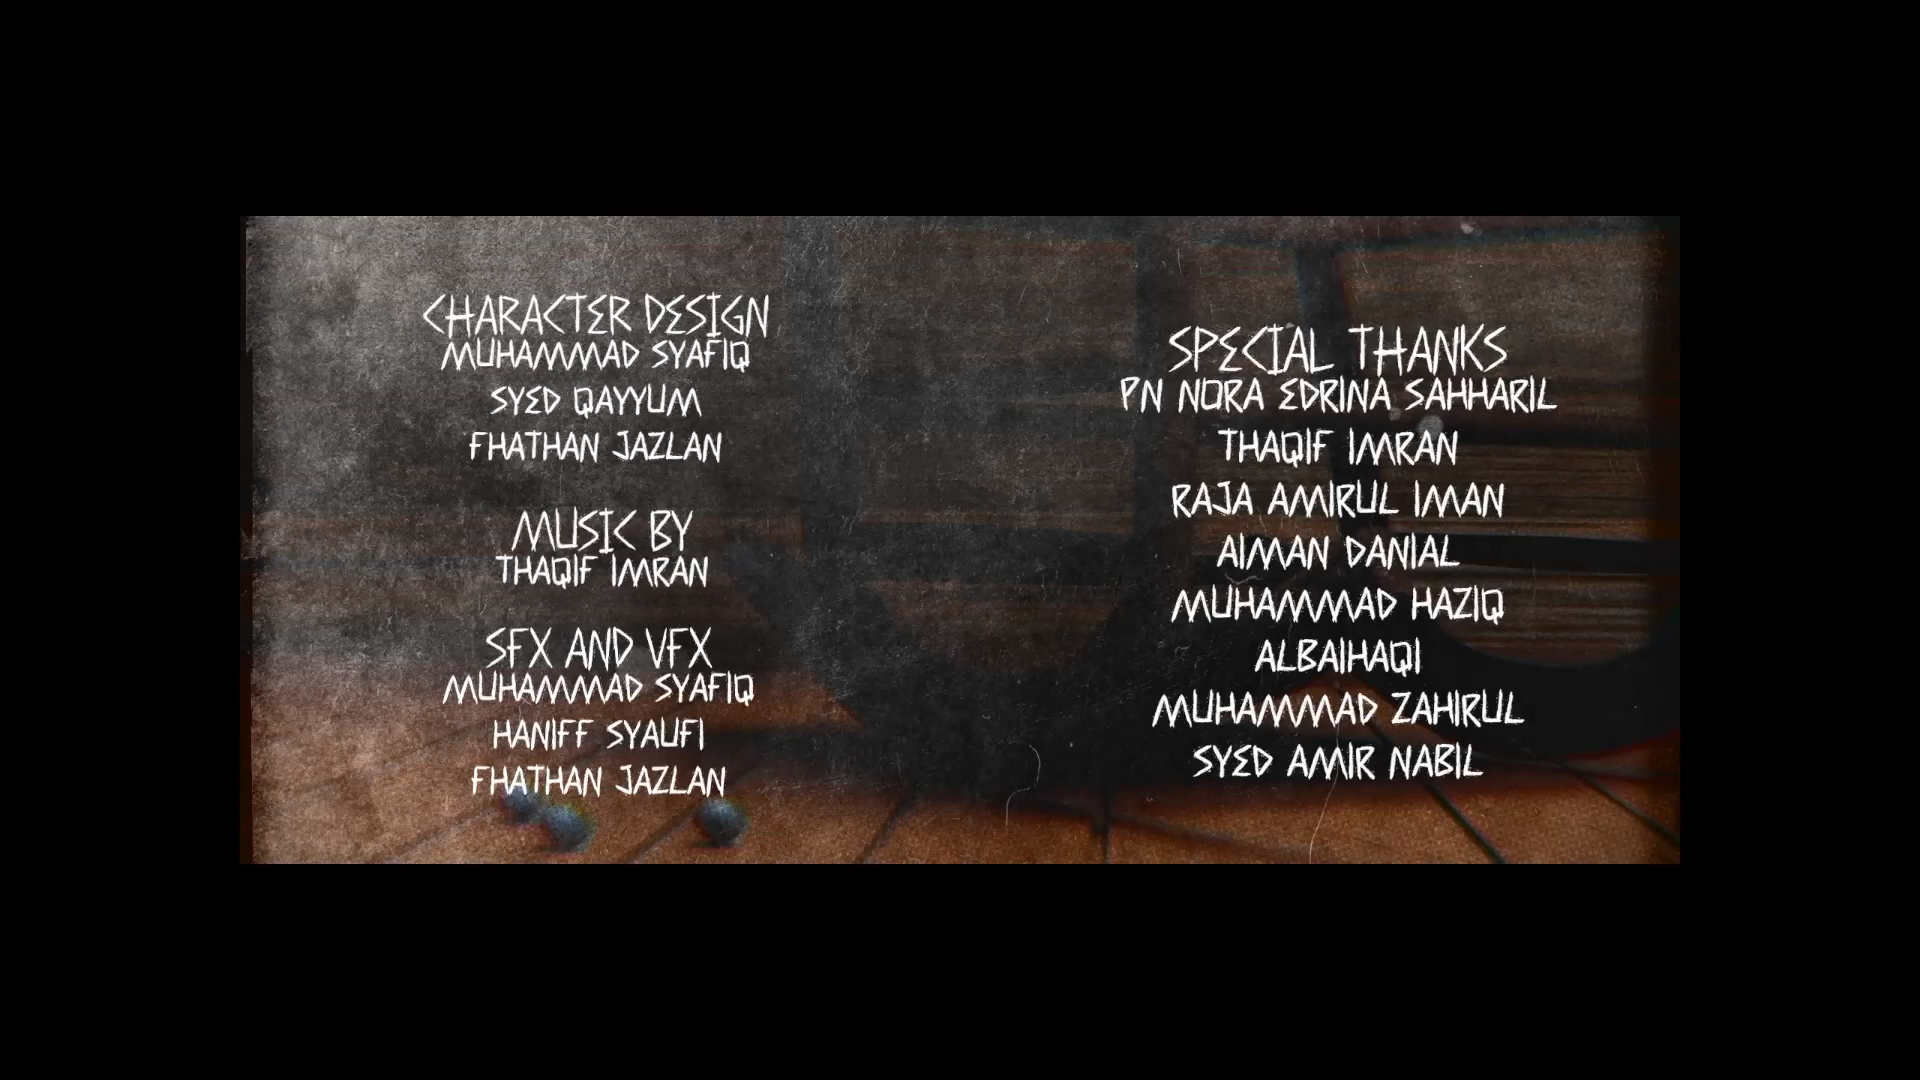 CHARACTER DESIGN
MUHAMMAD SYAFIQ
SYED QAYYUM
FHATHAN JAZLAN
MUSIC BY
THAQIF IMRAN
SFX AND VFX
MUHAMMAD SYAFIQ
HANIFF SYAUFI
FHATHAN JAZLAN
SPECIAL THANKS
PN NORA EDRINA SAHHARIL
THAQIF IMRAN
RAJA AMIRUL IMAN
AIMAN DANIAL
MUHAMMAD HAZIQ
ALBAIHAQI
MUHAMMAD ZAHIRUL
SYED AMIR NABIL